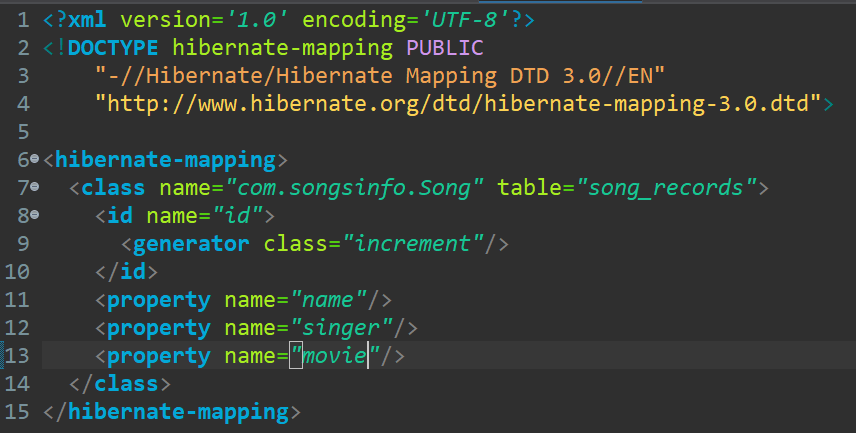 1 <?xml version='1.0' encoding='UTF-8'?>
2 <!DOCTYPE hibernate-mapping PUBLIC
3     "-//Hibernate/Hibernate Mapping DTD 3.0//EN"
4     "http://www.hibernate.org/dtd/hibernate-mapping-3.0.dtd">
5
6 <hibernate-mapping>
7   <class name="com.songsinfo.Song" table="song_records">
8     <id name="id">
9       <generator class="increment"/>
10     </id>
11     <property name="name"/>
12     <property name="singer"/>
13     <property name="movie"/>
14   </class>
15 </hibernate-mapping>